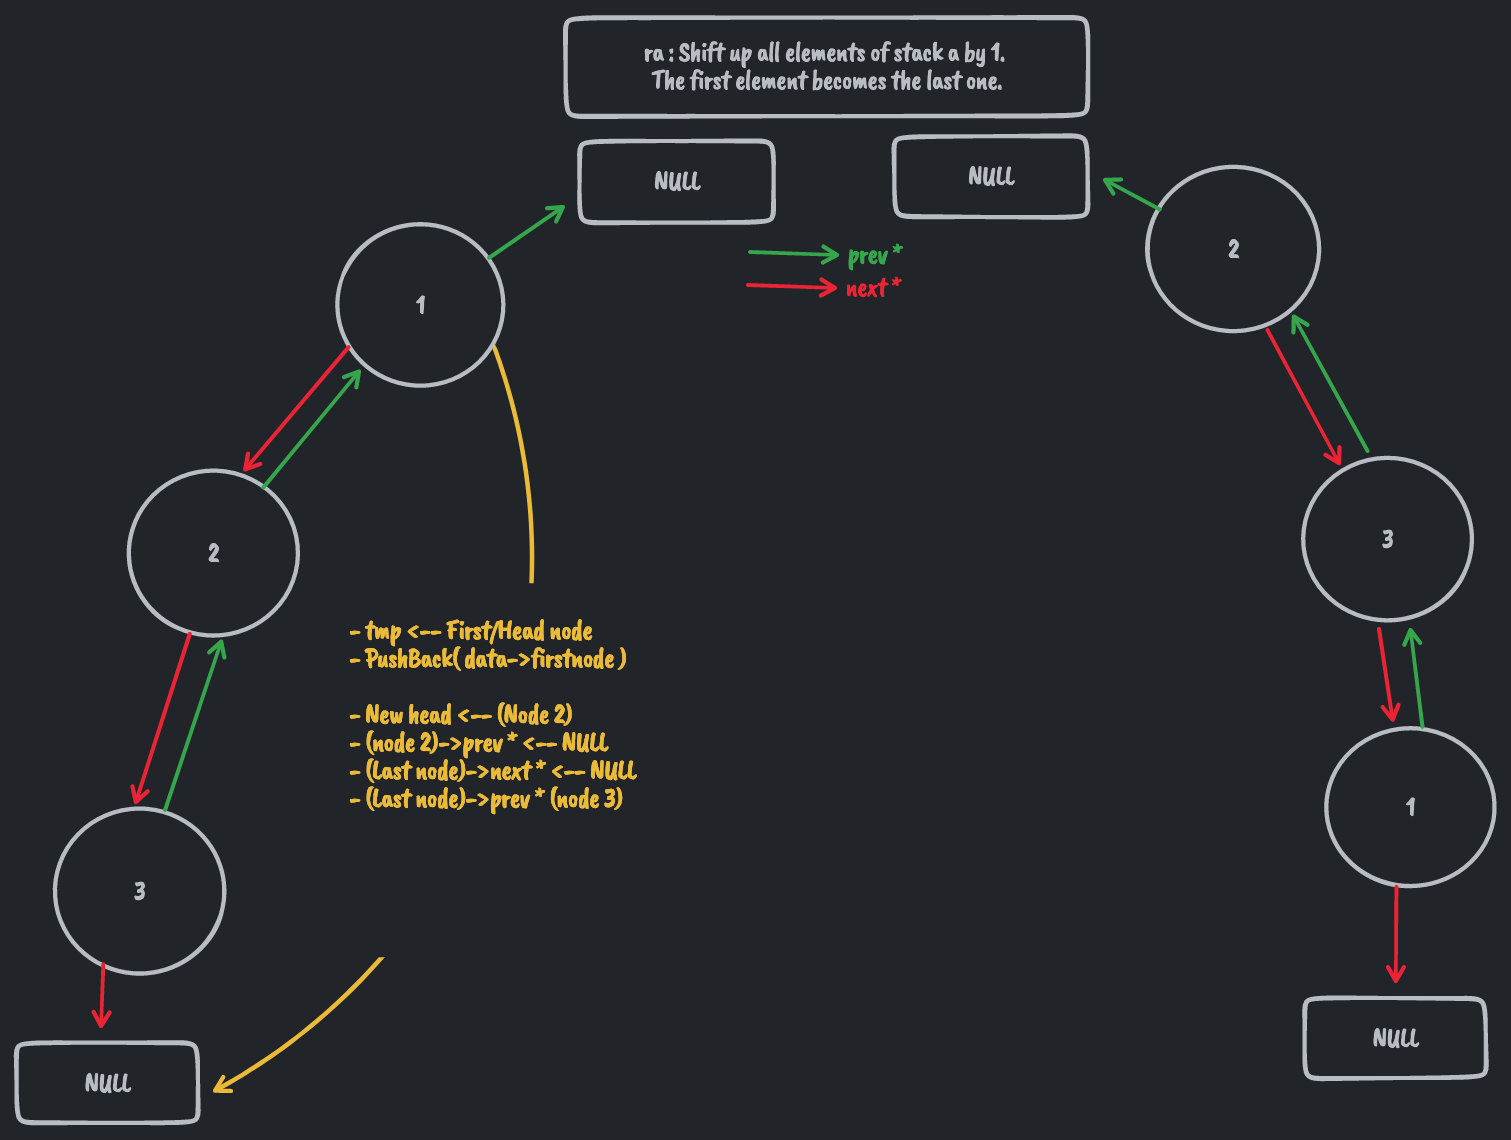 ra : Shift up all elements of stack a by 1.
The first element becomes the last one.
NULL
NULL
prev *
next *
1
2
3
NULL
- tmp <-- First/Head node
- PushBack( data->firstnode )
- New head <-- (Node 2)
- (node 2)->prev * <-- NULL
- (Last node)->next * <-- NULL
- (Last node)->prev * (node 3)
2
3
1
NULL